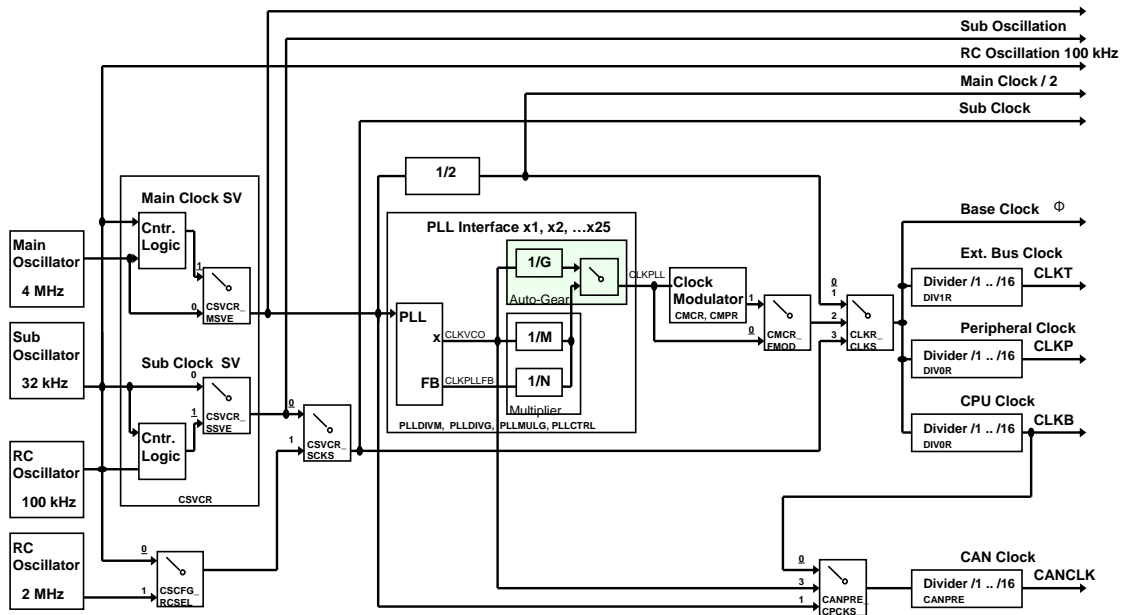 Sub Oscillation
RC Oscillation 100 kHz
Main Clock / 2
Sub Clock
1/2
Main Clock SV
Cntr.
Logic
1
0
CSVCR_
MSVE
Main
Oscillator
4 MHz
PLL Interface x1, x2, ...x25
1/G
Auto-Gear
CLKPLL
PLL
x
CLKVCO
1/M
FB
CLKPLLFB
1/N
Multiplier
PLLDIVM, PLLDIVG, PLLMULG, PLLCTRL
Clock
Modulator
CMCR, CMPR
1
0
CMCR_
FMOD
0
1
2
3
CLKR_
CLKS
Base Clock Φ
Ext. Bus Clock
Divider /1 .. /16
CLKT
DIV1R
Peripheral Clock
Divider /1 .. /16
CLKP
DIV0R
CPU Clock
Divider /1 .. /16
CLKB
DIV0R
Sub
Oscillator
32 kHz
Sub Clock SV
0
1
CSVCR_
SSVE
Cntr.
Logic
CSVCR
0
1
CSVCR_
SCKS
RC
Oscillator
100 kHz
RC
Oscillator
2 MHz
0
1
CSCFG_
RCSEL
0
3
1
CANPRE_
CPCKS
CAN Clock
Divider /1 .. /16
CANCLK
CANPRE